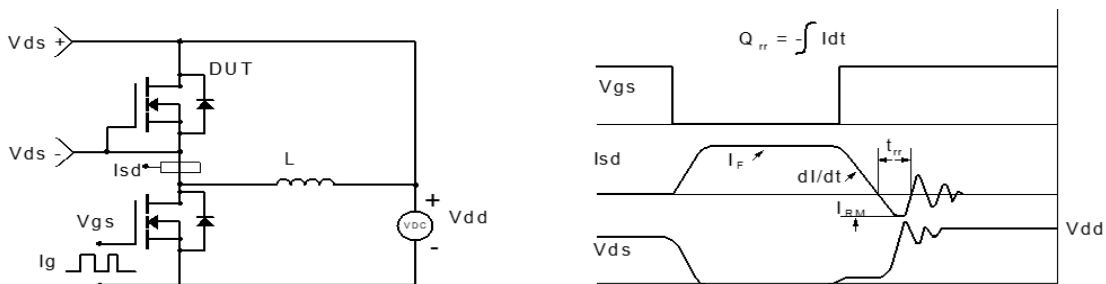 Vds +
DUT
Vds -
Isd
L
Vgs
Ig
+
VDC
-
Vdd
Q rr = -∫ Idt
Vgs
Isd
I F
dI/dt
t rr
I RM
Vds
Vdd